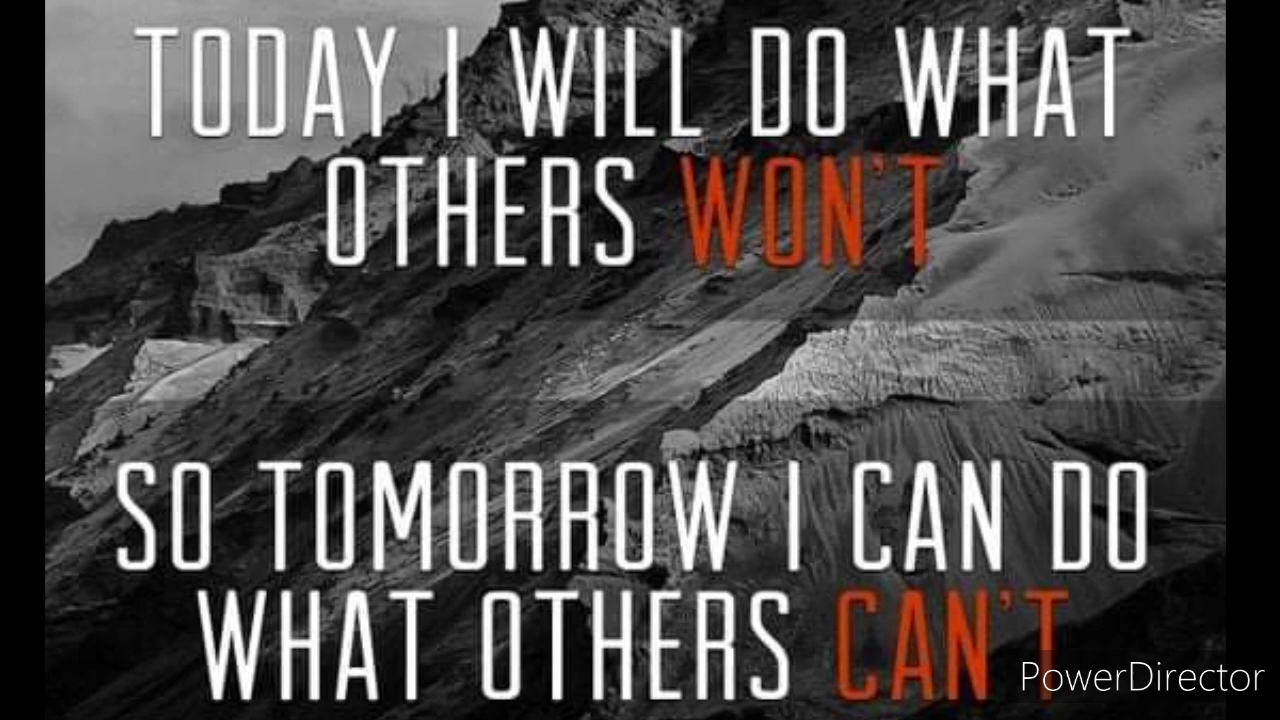 TODAY I WILL DO WHAT
OTHERS WON'T
SO TOMORROW I CAN DO
WHAT OTHERS CAN'T
PowerDirector